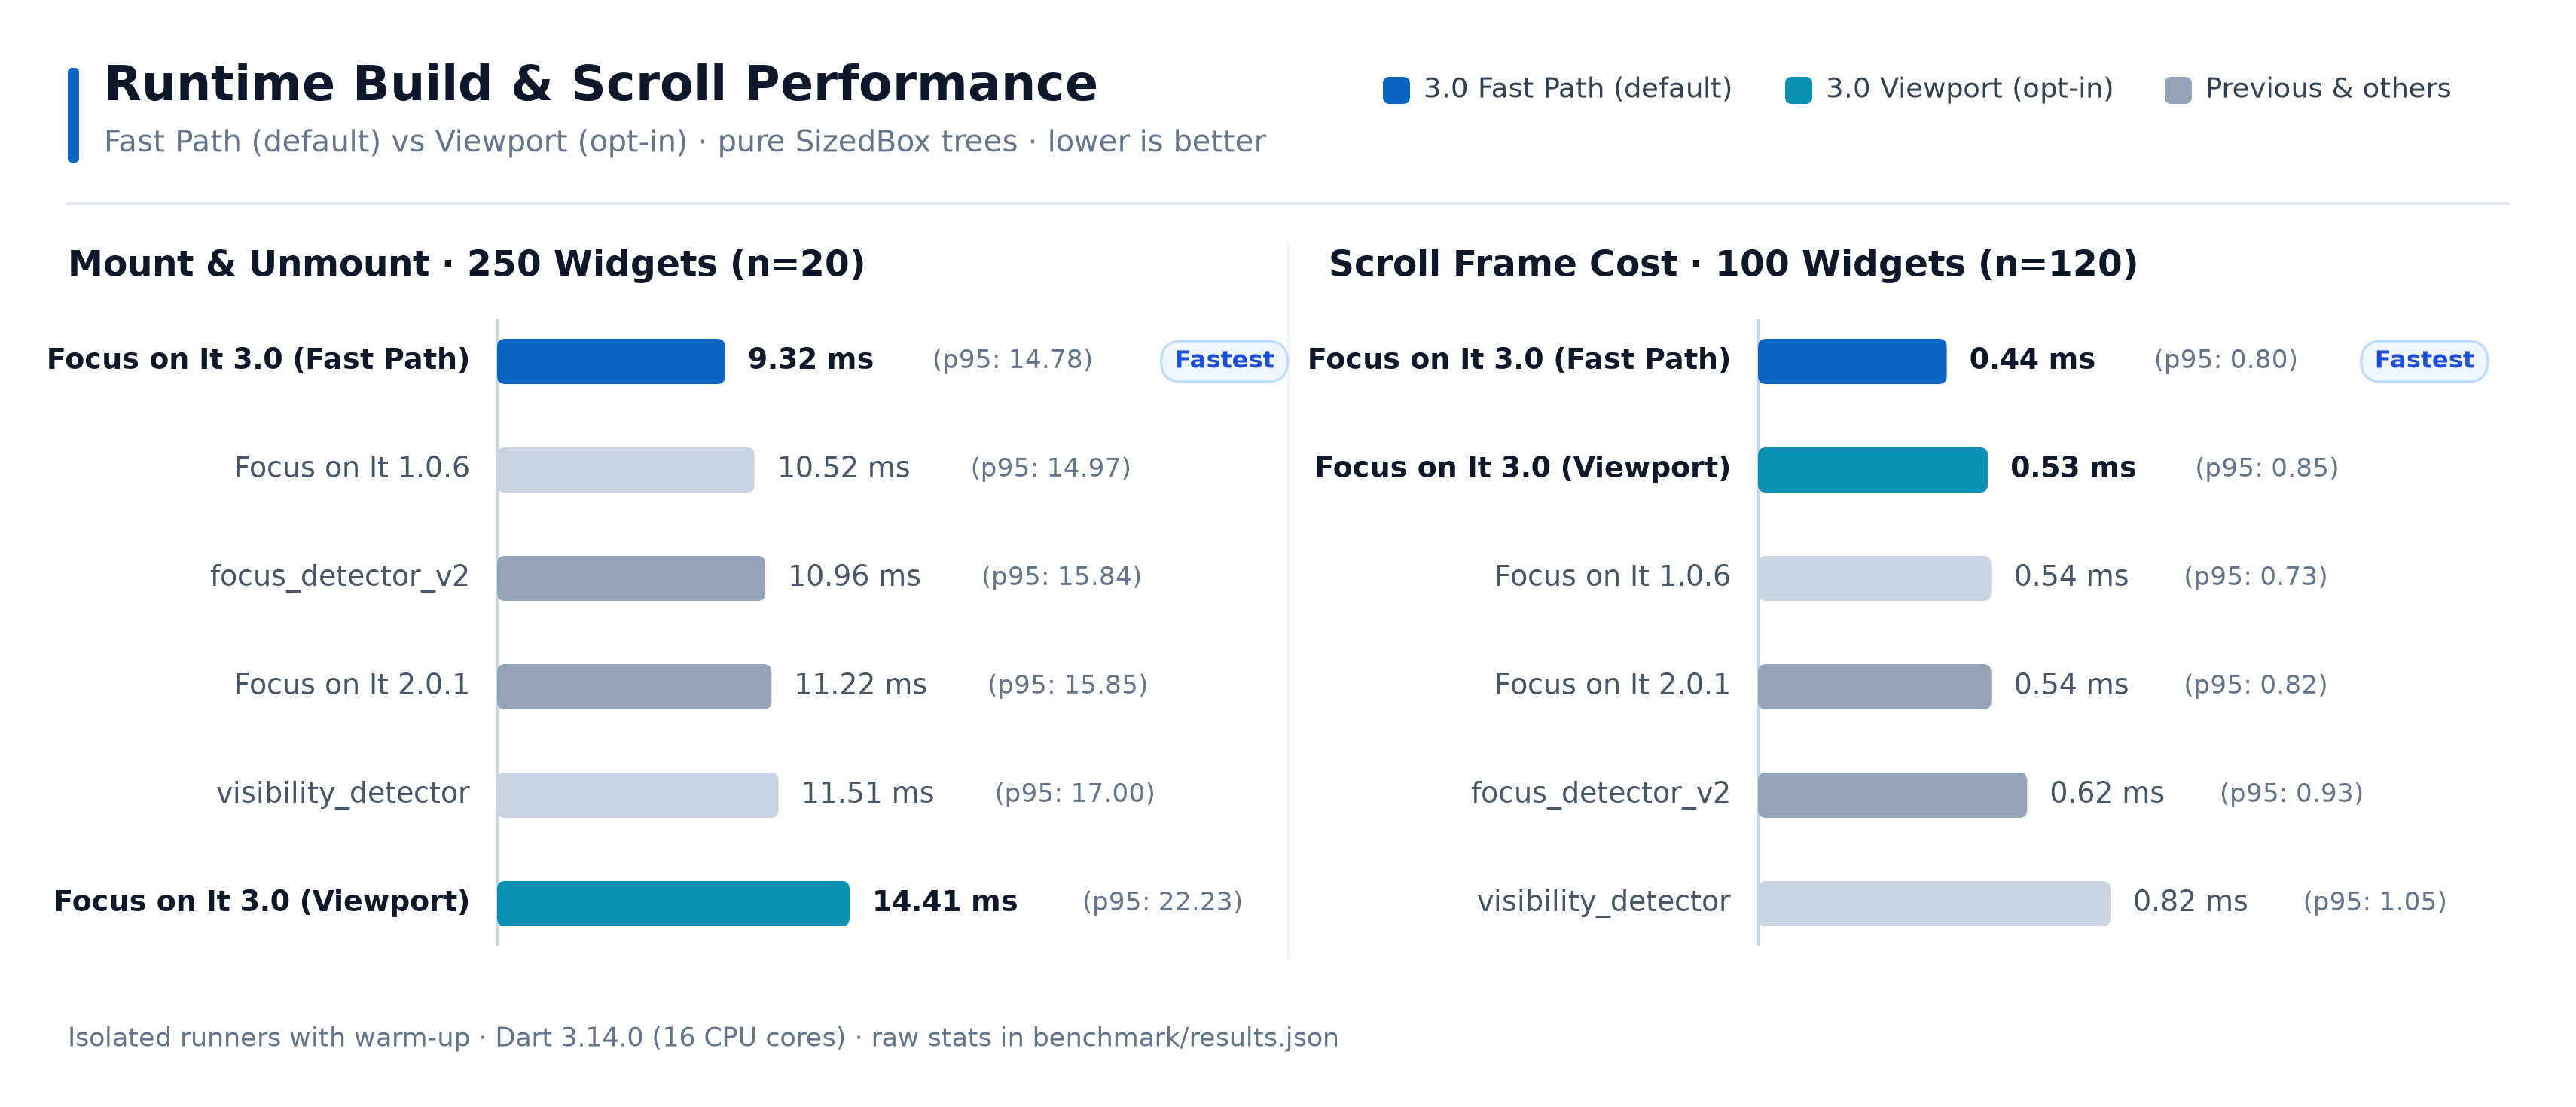 Runtime Build & Scroll Performance
Fast Path (default) vs Viewport (opt-in) · pure SizedBox trees · lower is better
3.0 Fast Path (default) 3.0 Viewport (opt-in) Previous & others
Mount & Unmount · 250 Widgets (n=20)
Focus on It 3.0 (Fast Path) 9.32 ms (p95: 14.78) Fastest
Focus on It 1.0.6 10.52 ms (p95: 14.97)
focus_detector_v2 10.96 ms (p95: 15.84)
Focus on It 2.0.1 11.22 ms (p95: 15.85)
visibility_detector 11.51 ms (p95: 17.00)
Focus on It 3.0 (Viewport) 14.41 ms (p95: 22.23)
Scroll Frame Cost · 100 Widgets (n=120)
Focus on It 3.0 (Fast Path) 0.44 ms (p95: 0.80) Fastest
Focus on It 3.0 (Viewport) 0.53 ms (p95: 0.85)
Focus on It 1.0.6 0.54 ms (p95: 0.73)
Focus on It 2.0.1 0.54 ms (p95: 0.82)
focus_detector_v2 0.62 ms (p95: 0.93)
visibility_detector 0.82 ms (p95: 1.05)
Isolated runners with warm-up · Dart 3.14.0 (16 CPU cores) · raw stats in benchmark/results.json